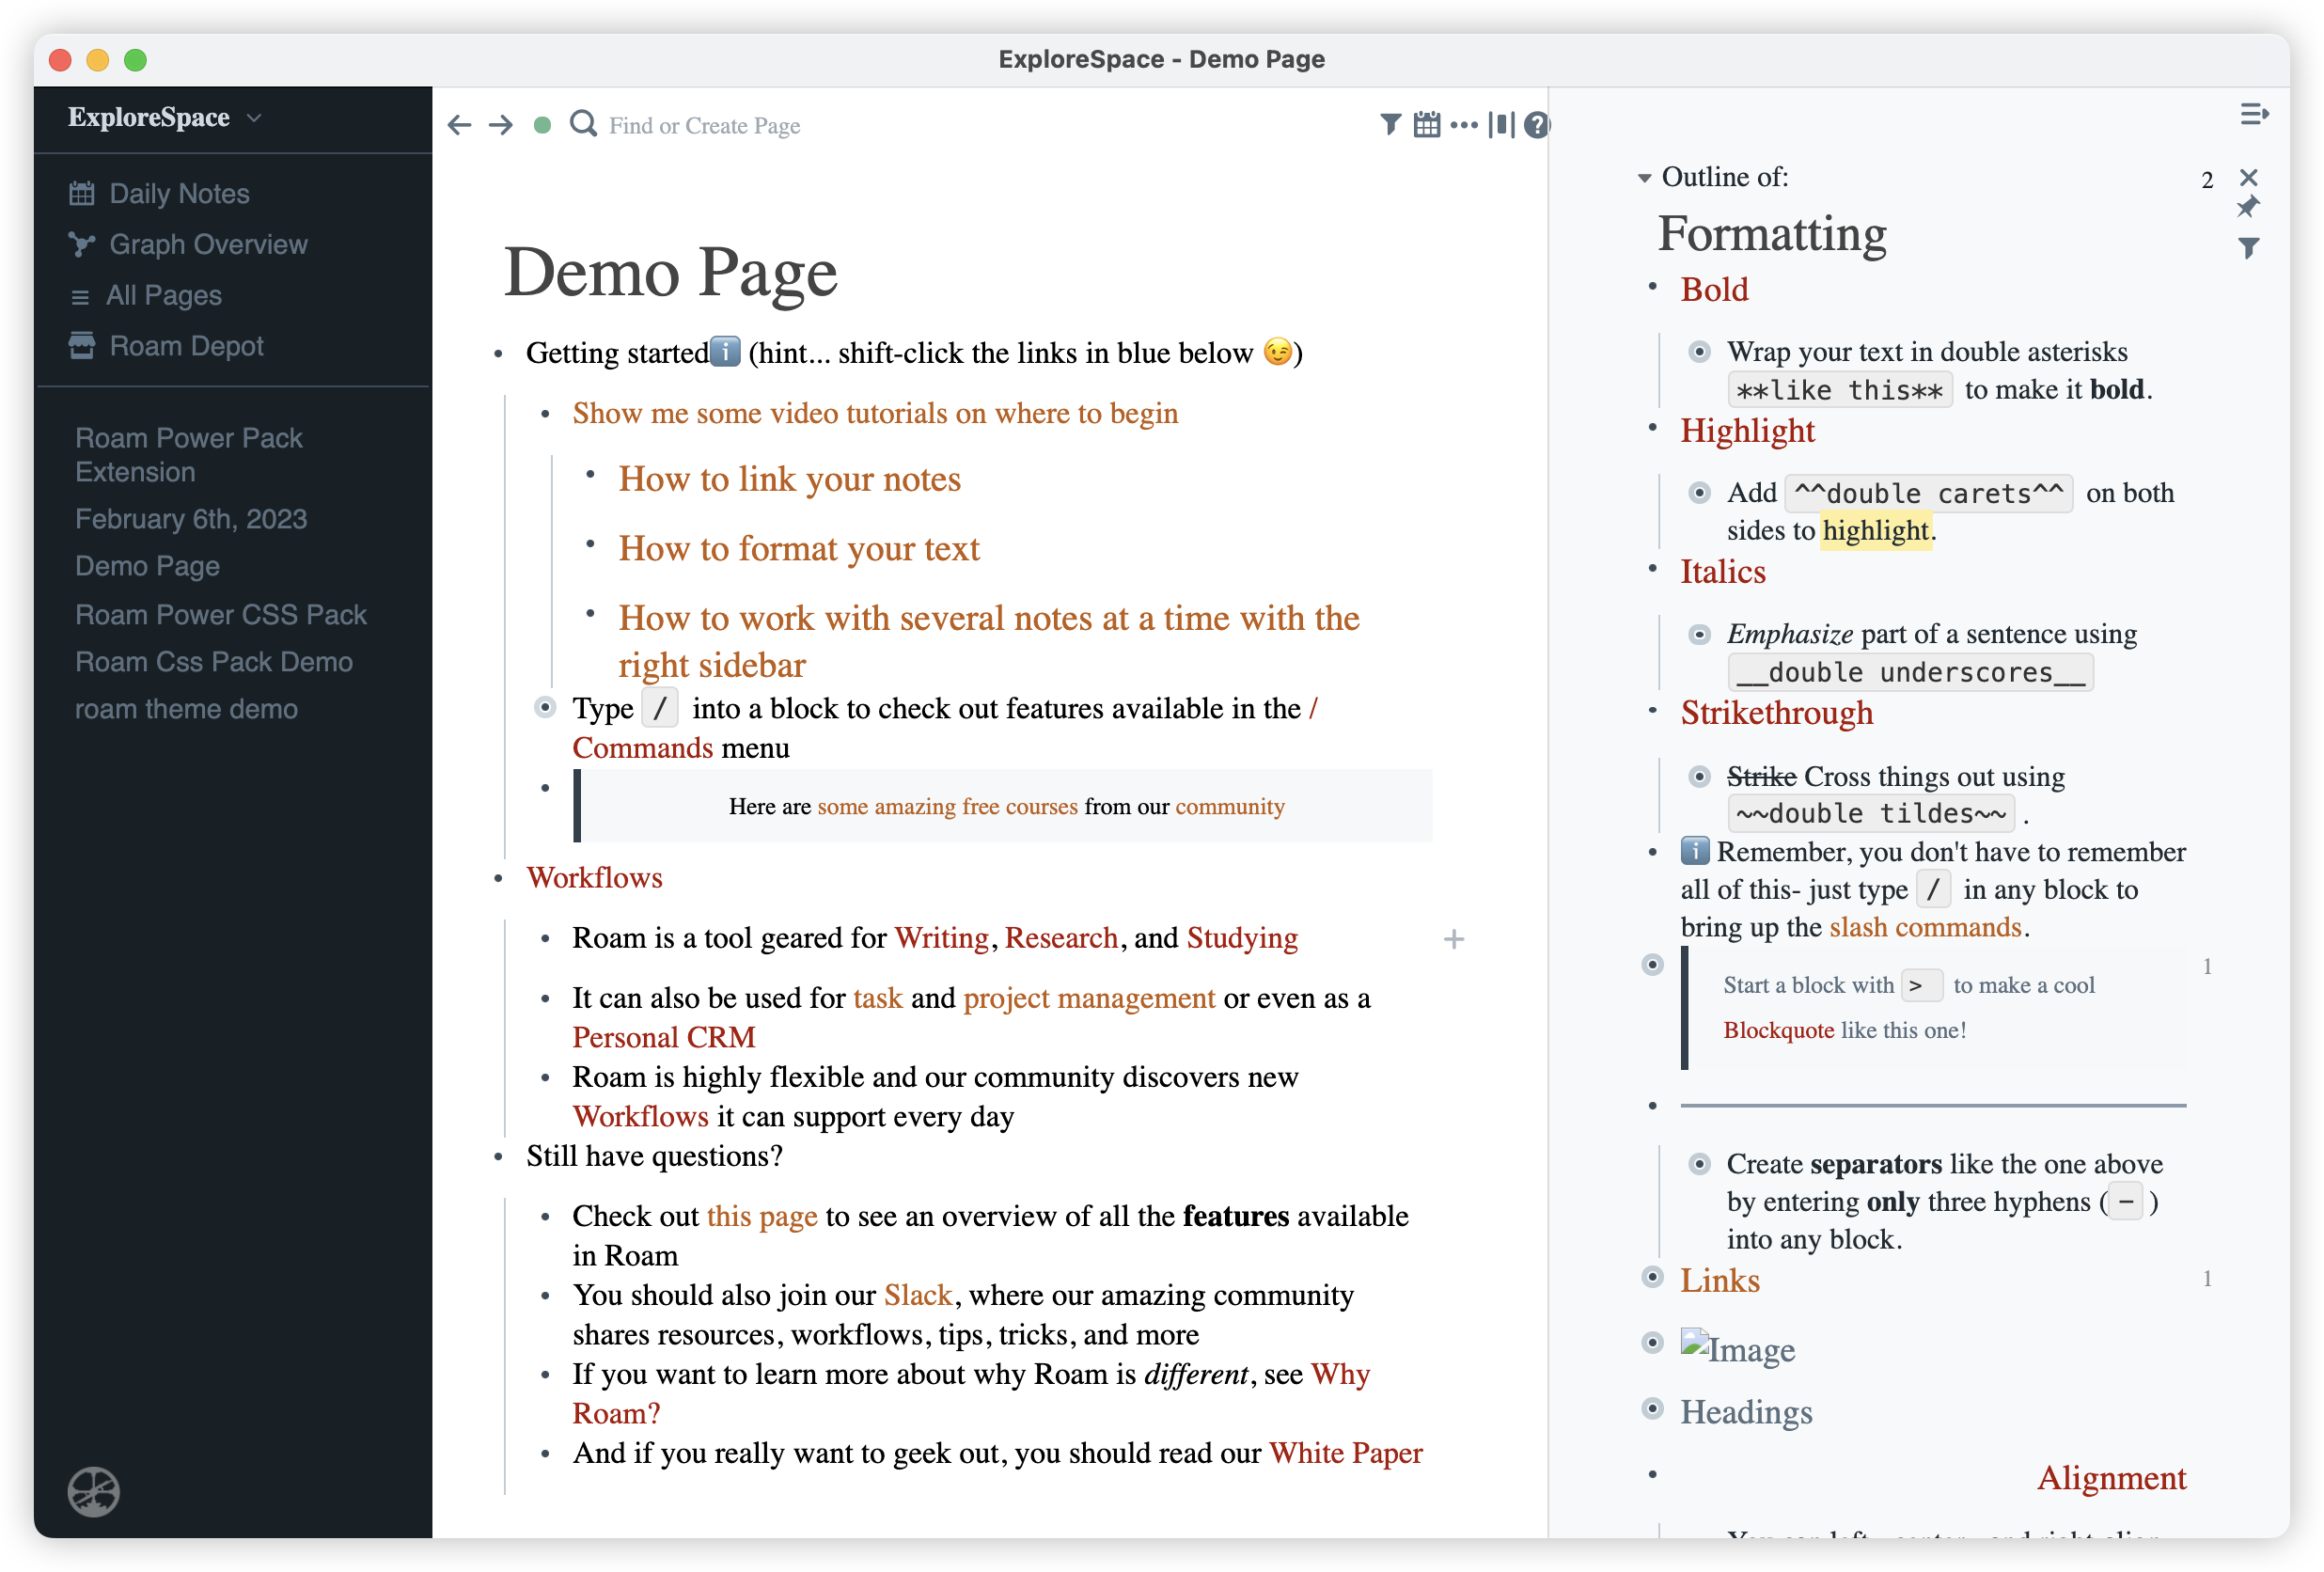 ExploreSpace - Demo Page
ExploreSpace
Daily Notes
Graph Overview
All Pages
Roam Depot
Roam Power Pack
Extension
February 6th, 2023
Demo Page
Roam Power CSS Pack
Roam Css Pack Demo
roam theme demo
Find or Create Page
Demo Page
Getting started ℹ️ (hint... shift-click the links in blue below 😉)
Show me some video tutorials on where to begin
How to link your notes
How to format your text
How to work with several notes at a time with the
right sidebar
Type / into a block to check out features available in the /
Commands menu
Here are some amazing free courses from our community
Workflows
Roam is a tool geared for Writing, Research, and Studying
It can also be used for task and project management or even as a
Personal CRM
Roam is highly flexible and our community discovers new
Workflows it can support every day
Still have questions?
Check out this page to see an overview of all the features available
in Roam
You should also join our Slack, where our amazing community
shares resources, workflows, tips, tricks, and more
If you want to learn more about why Roam is different, see Why
Roam?
And if you really want to geek out, you should read our White Paper
Outline of: 2
Formatting
Bold
Wrap your text in double asterisks
**like this** to make it bold.
Highlight
Add ^^double carets^^ on both
sides to highlight.
Italics
Emphasize part of a sentence using
__double underscores__
Strikethrough
Strike Cross things out using
~~double tildes~~ .
ℹ️ Remember, you don't have to remember
all of this- just type / in any block to
bring up the slash commands.
Start a block with > to make a cool 1
Blockquote like this one!
Create separators like the one above
by entering only three hyphens (—)
into any block.
Links 1
Image
Headings
Alignment